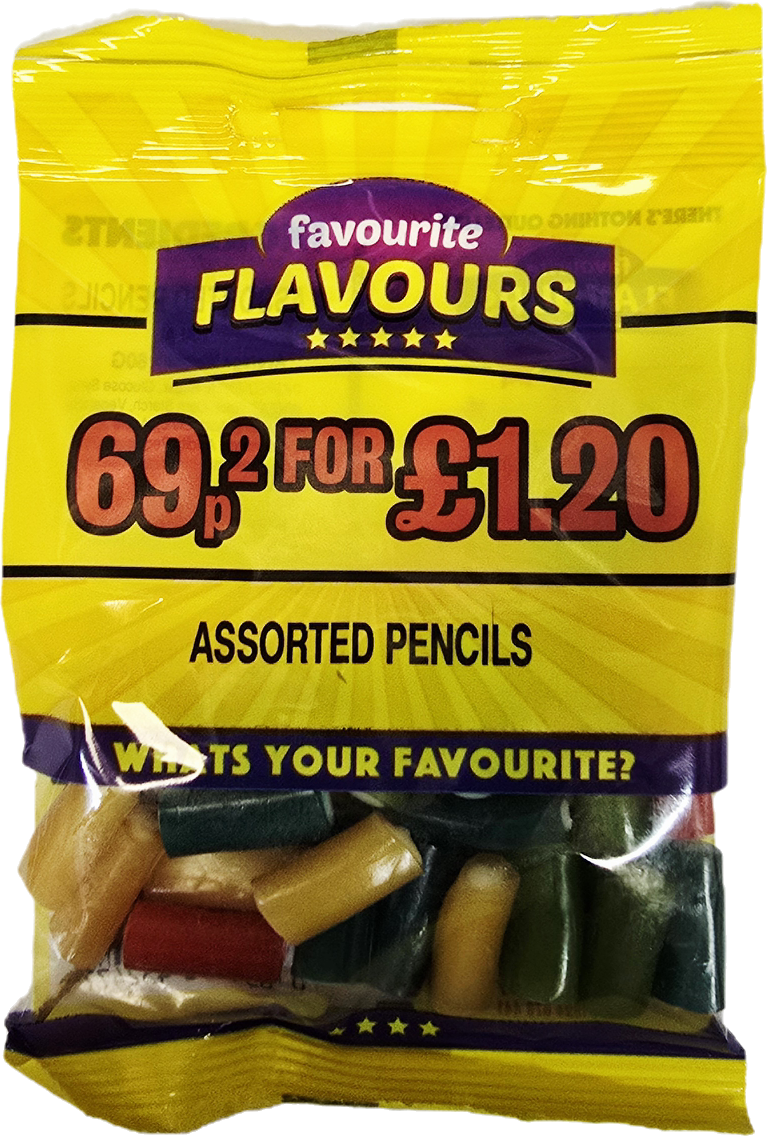 favourite
FLAVOURS
69p 2 FOR £1.20
ASSORTED PENCILS
WHATS YOUR FAVOURITE?